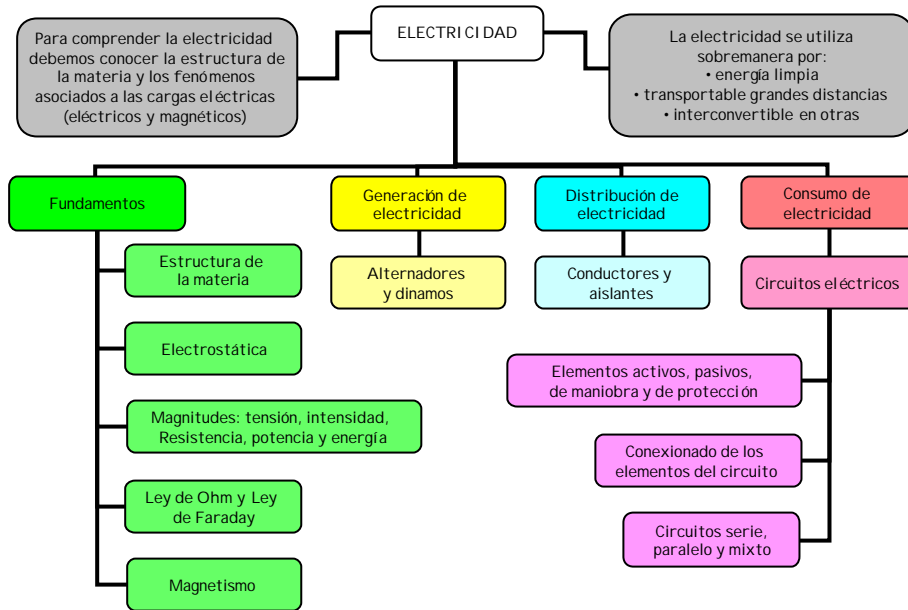 ELECTRICIDAD
Para comprender la electricidad
debemos conocer la estructura de
la materia y los fenómenos
asociados a las cargas eléctricas
(eléctricos y magnéticos)
La electricidad se utiliza
sobremanera por:
• energía limpia
• transportable grandes distancias
• interconvertible en otras
Fundamentos
Generación de
electricidad
Distribución de
electricidad
Consumo de
electricidad
Estructura de
la materia
Electrostática
Magnitudes: tensión, intensidad,
Resistencia, potencia y energía
Ley de Ohm y Ley
de Faraday
Magnetismo
Alternadores
y dinamos
Conductores y
aislantes
Circuitos eléctricos
Elementos activos, pasivos,
de maniobra y de protección
Conexionado de los
elementos del circuito
Circuitos serie,
paralelo y mixto